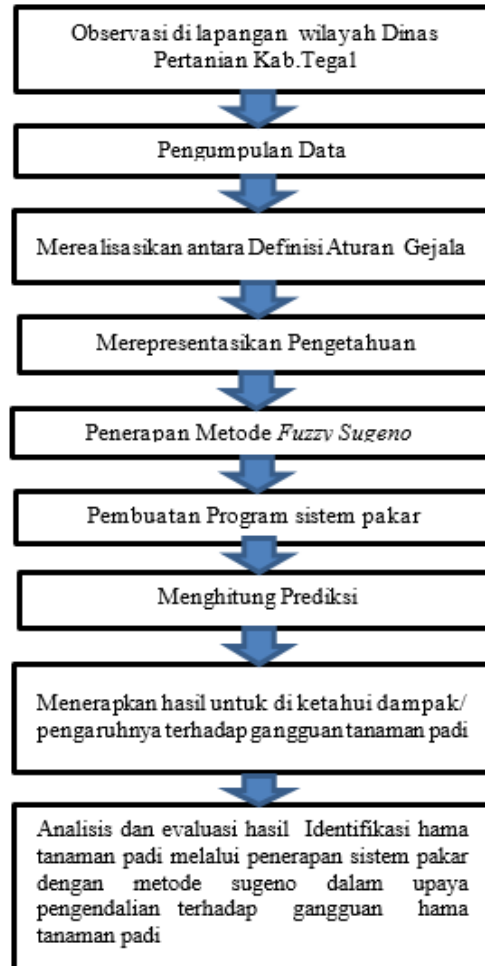 Observasi di lapangan wilayah Dinas
Pertanian Kab.Tegal
Pengumpulan Data
Merealisasikan antara Definisi Aturan Gejala
Merepresentasikan Pengetahuan
Penerapan Metode Fuzzy Sugeno
Pembuatan Program sistem pakar
Menghitung Prediksi
Menerapkan hasil untuk di ketahui dampak/
pengaruhnya terhadap gangguan tanaman padi
Analisis dan evaluasi hasil Identifikasi hama
tanaman padi melalui penerapan sistem pakar
dengan metode sugeno dalam upaya
pengendalian terhadap gangguan hama
tanaman padi